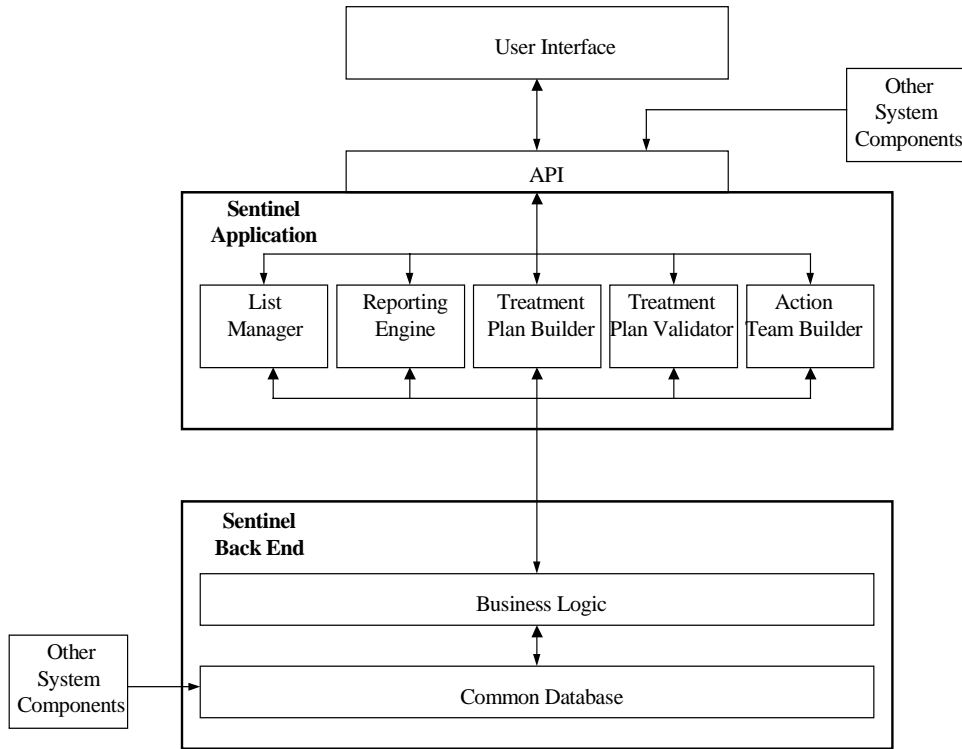 User Interface
Other
System
Components
API
Sentinel
Application
List
Manager
Reporting
Engine
Treatment
Plan Builder
Treatment
Plan Validator
Action
Team Builder
Sentinel
Back End
Business Logic
Other
System
Components
Common Database